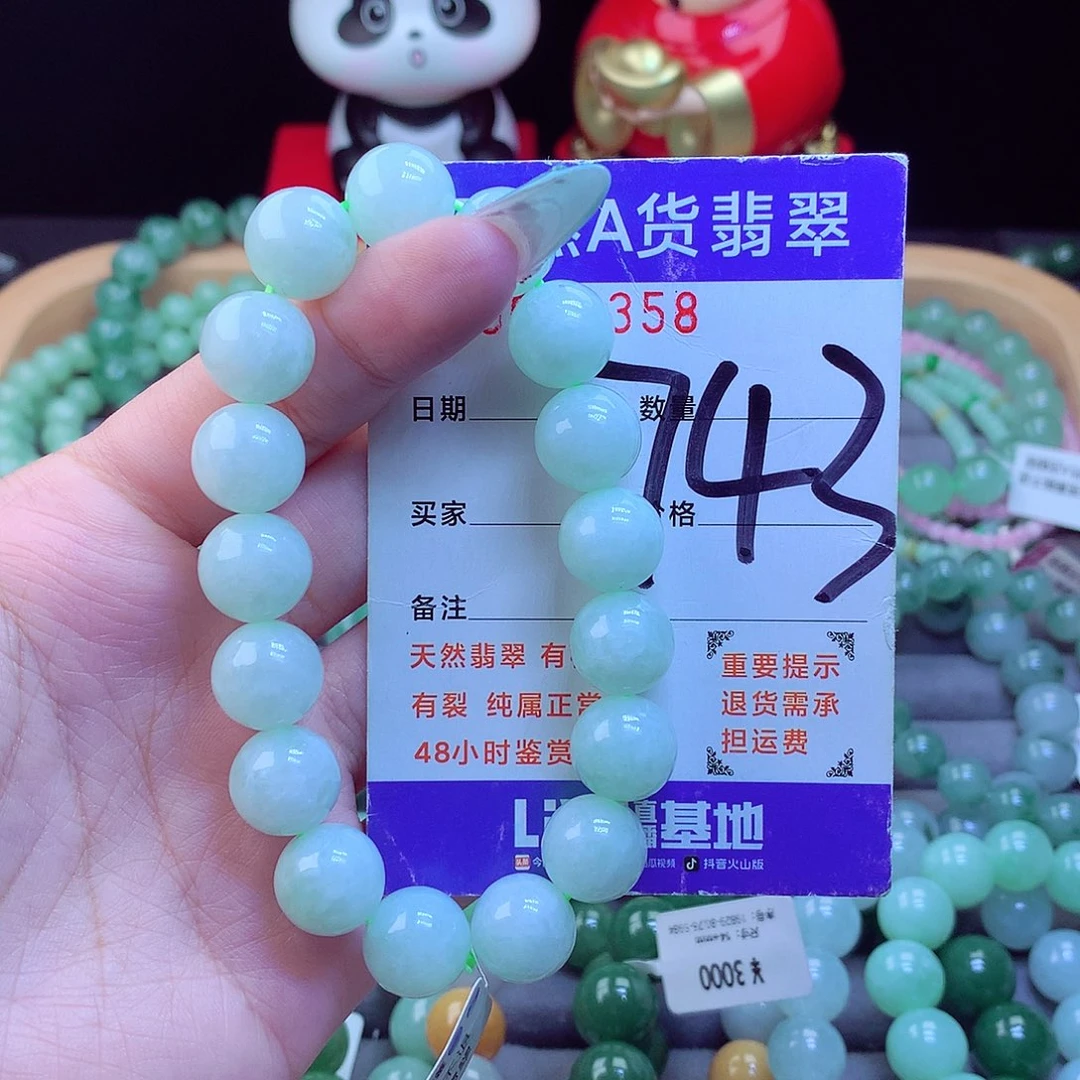 A货翡翠
358
743
日期 数量
买家 格
备注
天然翡翠 有
有裂 纯属正常
48小时鉴赏
重要提示
退货需承
担运费
基地
抖音火山版
¥3000